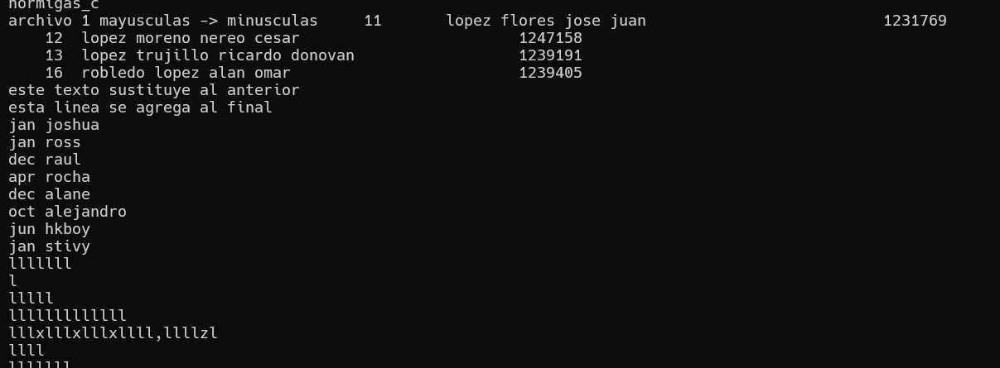 hormigas_c
archivo 1 mayusculas -> minusculas 11 lopez flores jose juan 1231769
12 lopez moreno nereo cesar 1247158
13 lopez trujillo ricardo donovan 1239191
16 robledo lopez alan omar 1239405
este texto sustituye al anterior
esta linea se agrega al final
jan joshua
jan ross
dec raul
apr rocha
dec alane
oct alejandro
jun hkboy
jan stivy
lllllll
l
lllll
lllllllllllll
lllxlllxlllxllll,llllzl
llll
lllllll